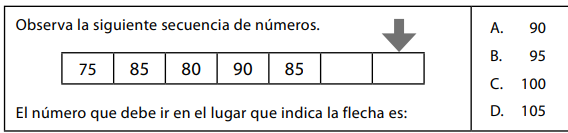 Observa la siguiente secuencia de números.
75 85 80 90 85
El número que debe ir en el lugar que indica la flecha es:
A. 90
B. 95
C. 100
D. 105